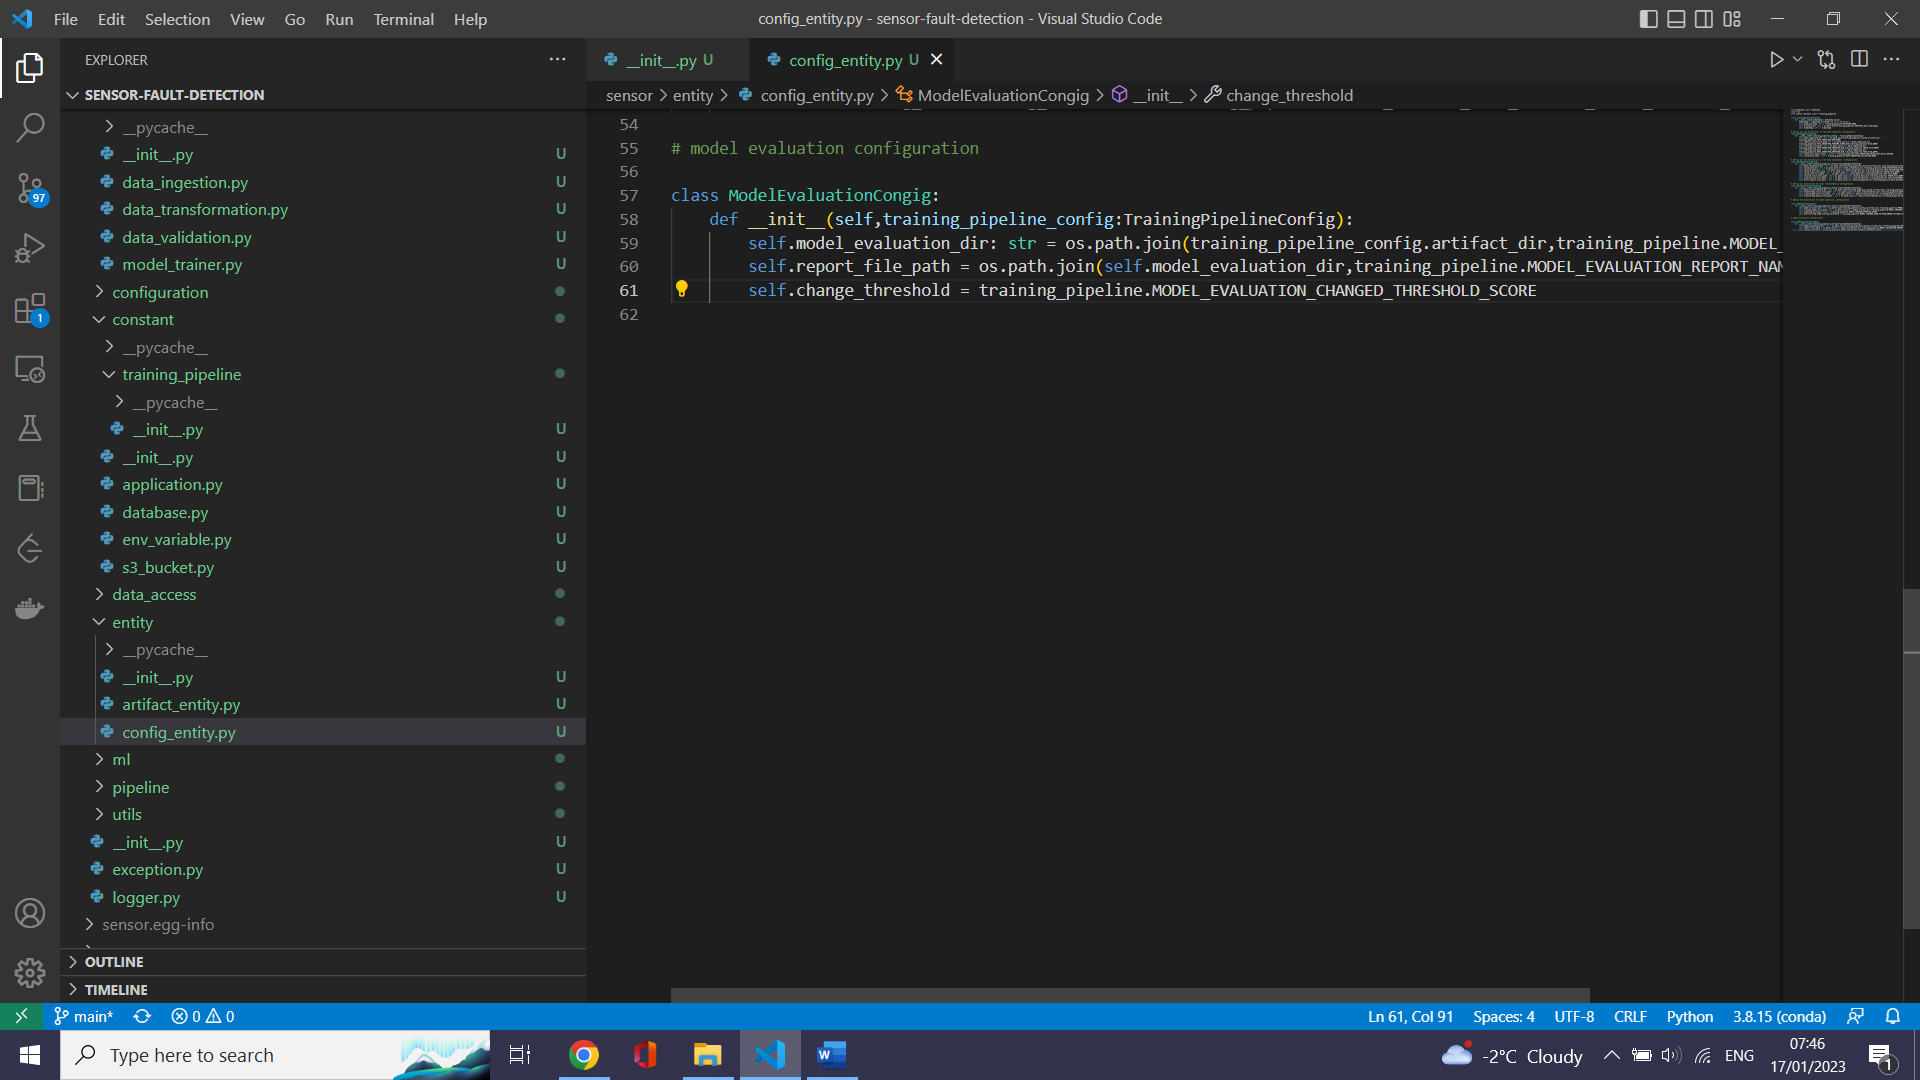 File Edit Selection View Go Run Terminal Help
config_entity.py - sensor-fault-detection - Visual Studio Code
EXPLORER
SENSOR-FAULT-DETECTION
__pycache__
__init__.py U
data_ingestion.py U
data_transformation.py U
data_validation.py U
model_trainer.py U
configuration
constant
__pycache__
training_pipeline
__pycache__
__init__.py U
__init__.py U
application.py U
database.py U
env_variable.py U
s3_bucket.py U
data_access
entity
__pycache__
__init__.py U
artifact_entity.py U
config_entity.py U
ml
pipeline
utils
__init__.py U
exception.py U
logger.py U
sensor.egg-info
OUTLINE
TIMELINE
97
1
__init__.py U
config_entity.py U
sensor > entity > config_entity.py > ModelEvaluationCongig > __init__ > change_threshold
54
55 # model evaluation configuration
56
57 class ModelEvaluationCongig:
58 def __init__(self,training_pipeline_config:TrainingPipelineConfig):
59 self.model_evaluation_dir: str = os.path.join(training_pipeline_config.artifact_dir,training_pipeline.MODEL_
60 self.report_file_path = os.path.join(self.model_evaluation_dir,training_pipeline.MODEL_EVALUATION_REPORT_NAM
61 self.change_threshold = training_pipeline.MODEL_EVALUATION_CHANGED_THRESHOLD_SCORE
62
main* 0 0
Ln 61, Col 91 Spaces: 4 UTF-8 CRLF Python 3.8.15 (conda)
Type here to search
-2°C Cloudy
ENG
07:46
17/01/2023
1